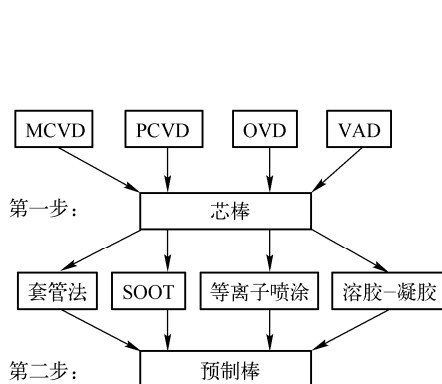 MCVD PCVD OVD VAD
第一步： 芯棒
套管法 SOOT 等离子喷涂 溶胶-凝胶
第二步： 预制棒